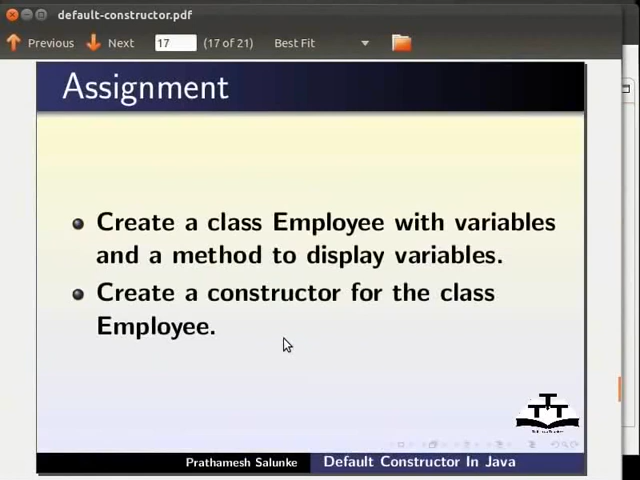 default-constructor.pdf
Previous Next 17 (17 of 21) Best Fit
Assignment
Create a class Employee with variables
and a method to display variables.
Create a constructor for the class
Employee.
Prathamesh Salunke Default Constructor In Java